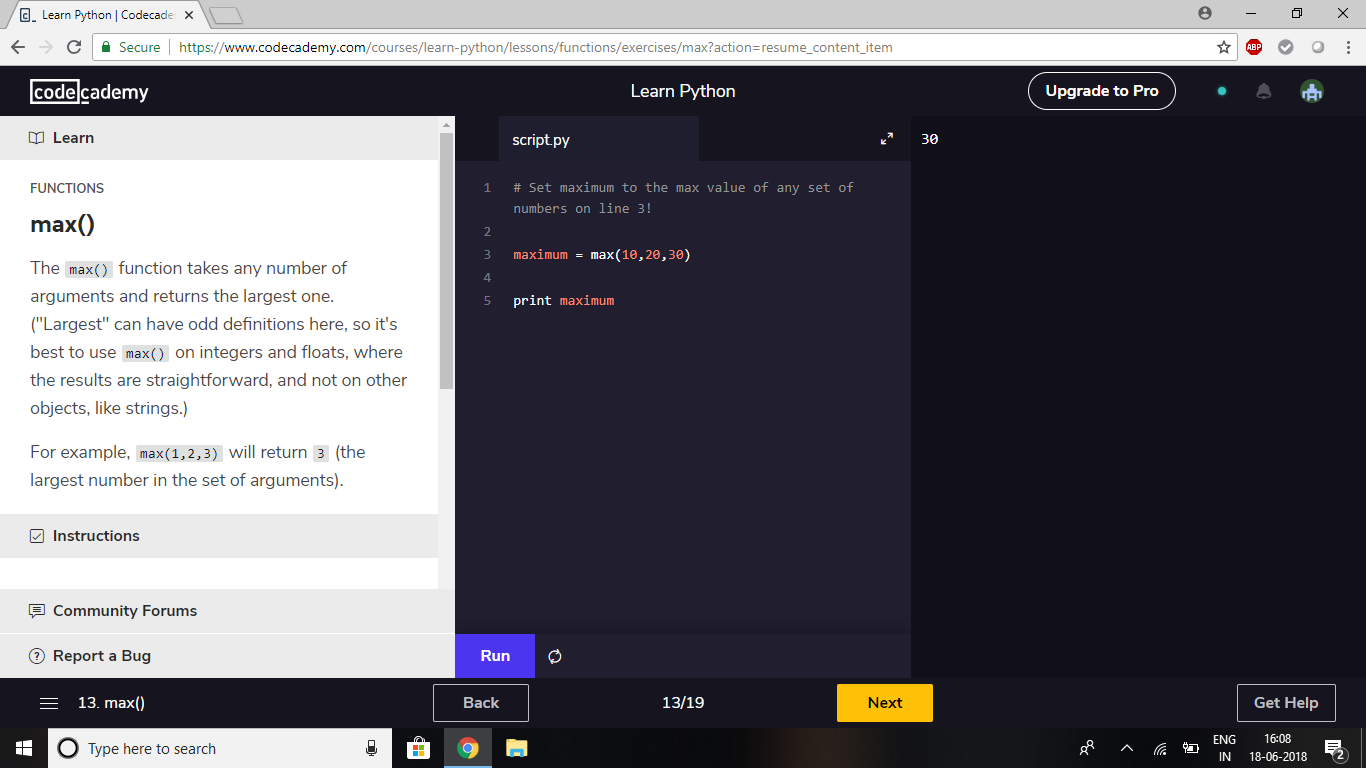 Learn Python | Codecade
Secure
https://www.codecademy.com/courses/learn-python/lessons/functions/exercises/max?action=resume_content_item
ABP
codecademy
Learn Python
Upgrade to Pro
Learn
FUNCTIONS
max()
The max() function takes any number of
arguments and returns the largest one.
("Largest" can have odd definitions here, so it's
best to use max() on integers and floats, where
the results are straightforward, and not on other
objects, like strings.)
For example, max(1,2,3) will return 3 (the
largest number in the set of arguments).
Instructions
Community Forums
Report a Bug
script.py
1 # Set maximum to the max value of any set of
numbers on line 3!
2
3 maximum = max(10,20,30)
4
5 print maximum
Run
30
13. max()
Back
13/19
Next
Get Help
Type here to search
ENG
IN
16:08
18-06-2018
2